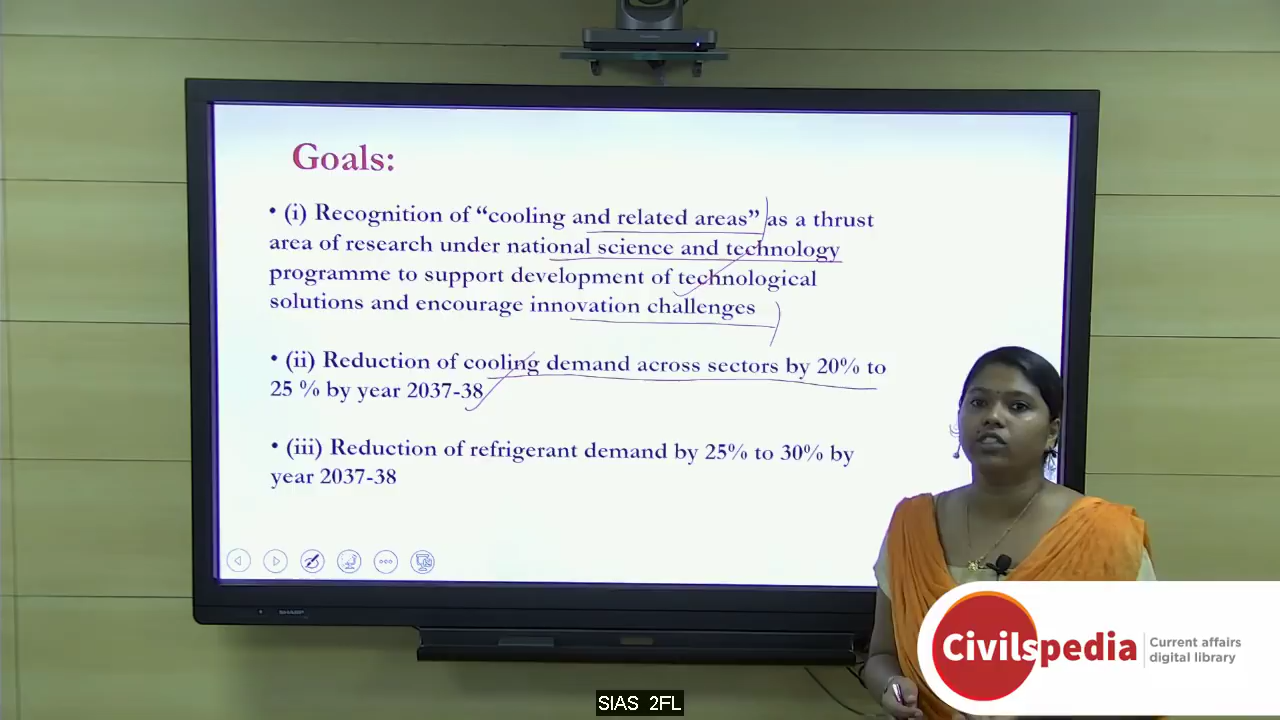 Goals:
• (i) Recognition of “cooling and related areas” as a thrust
area of research under national science and technology
programme to support development of technological
solutions and encourage innovation challenges
• (ii) Reduction of cooling demand across sectors by 20% to
25 % by year 2037-38
• (iii) Reduction of refrigerant demand by 25% to 30% by
year 2037-38
SHARP
Civilspedia
Current affairs
digital library
SIAS 2FL